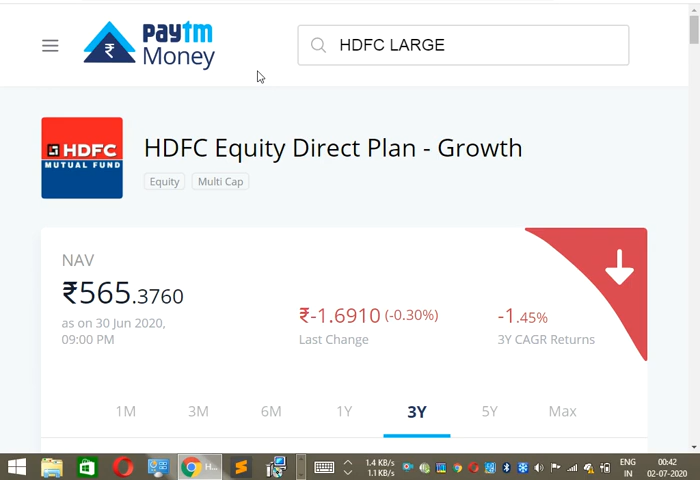 paytm
Money
HDFC LARGE
HDFC
MUTUAL FUND
HDFC Equity Direct Plan - Growth
Equity
Multi Cap
NAV
₹565.3760
as on 30 Jun 2020,
09:00 PM
₹-1.6910 (-0.30%)
Last Change
-1.45%
3Y CAGR Returns
1M 3M 6M 1Y 3Y 5Y Max
H...
1.4 KB/s
1.1 KB/s
ENG
IN
00:42
02-07-2020